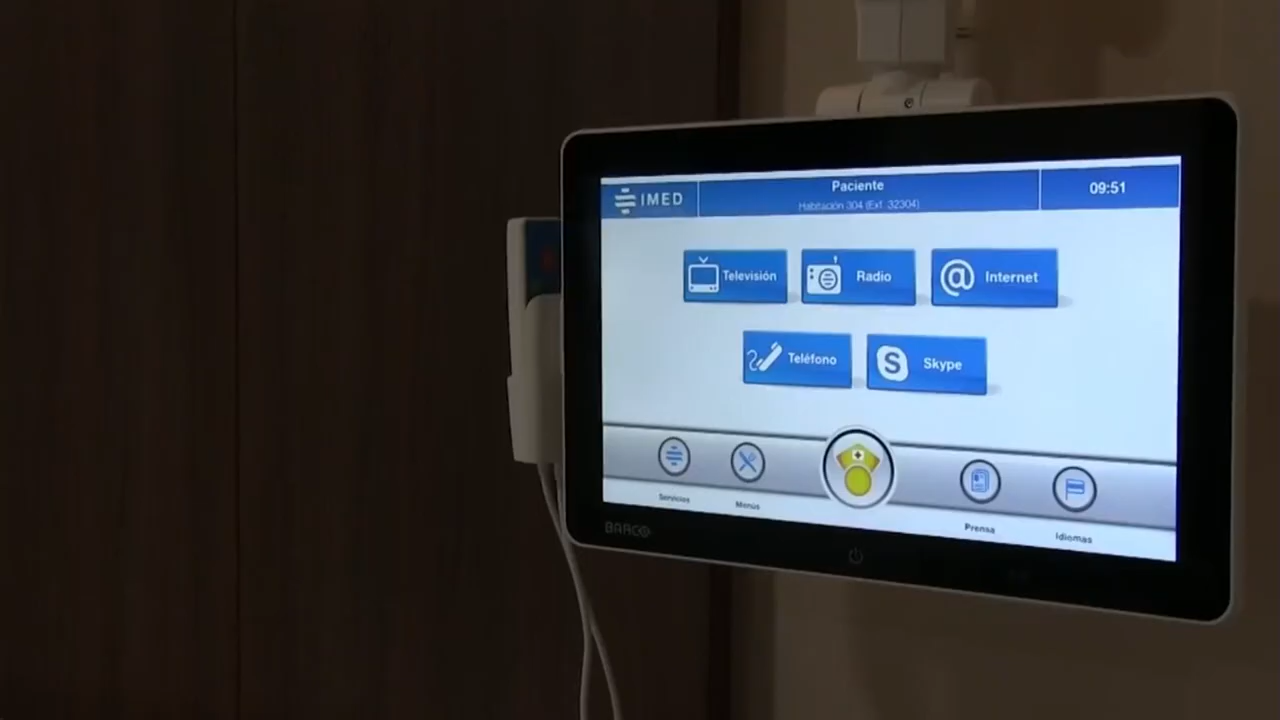 IMED
Paciente
Habitación 304 (Ext. 32304)
09:51
Televisión
Radio
Internet
Teléfono
Skype
Servicios
Menús
Prensa
Idiomas
BARCO